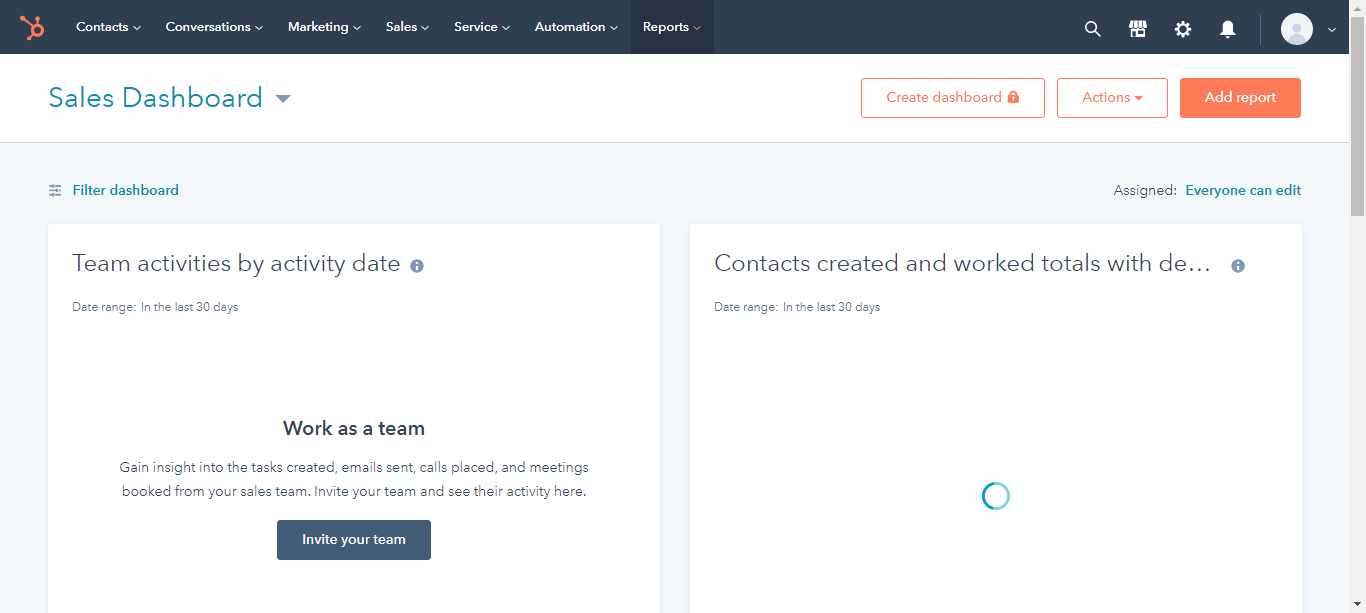 Contacts Conversations Marketing Sales Service Automation Reports
Sales Dashboard
Create dashboard
Actions
Add report
Filter dashboard
Assigned: Everyone can edit
Team activities by activity date
Date range: In the last 30 days
Work as a team
Gain insight into the tasks created, emails sent, calls placed, and meetings
booked from your sales team. Invite your team and see their activity here.
Invite your team
Contacts created and worked totals with de...
Date range: In the last 30 days